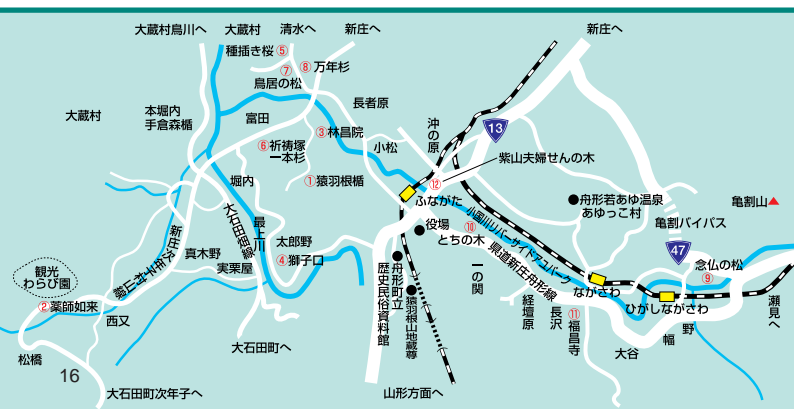 大蔵村鳥川へ
大蔵村
清水へ
新庄へ
新庄へ
種播き桜⑤
⑦
鳥居の松
⑧万年杉
大蔵村
本堀内
手倉森楯
富田
長者原
沖の原
13
③林昌院
⑥祈祷塚
一本杉
小松
紫山夫婦せんの木
①猿羽根楯
⑫
ふながた
堀内
舟形若あゆ温泉
あゆっこ村
亀割山
亀割バイパス
役場
⑩
とちの木
小国川リバーサイドアユパーク
県道新庄舟形線
大石田畑線
最上川
太郎野
④獅子口
真木野
実栗屋
47
念仏の松
⑨
観光
わらび園
②薬師如来
西又
松橋
舟形町立
歴史民俗資料館
猿羽根山地蔵尊
一の関
経壇原
長沢
⑪福昌寺
ながさわ
ひがしながさわ
大谷
幅
野
瀬見へ
大石田町へ
16
大石田町次年子へ
山形方面へ